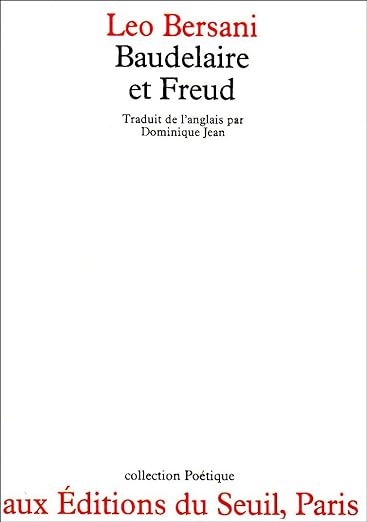 Leo Bersani
Baudelaire
et Freud
Traduit de l'anglais par
Dominique Jean
collection Poétique
aux Éditions du Seuil, Paris